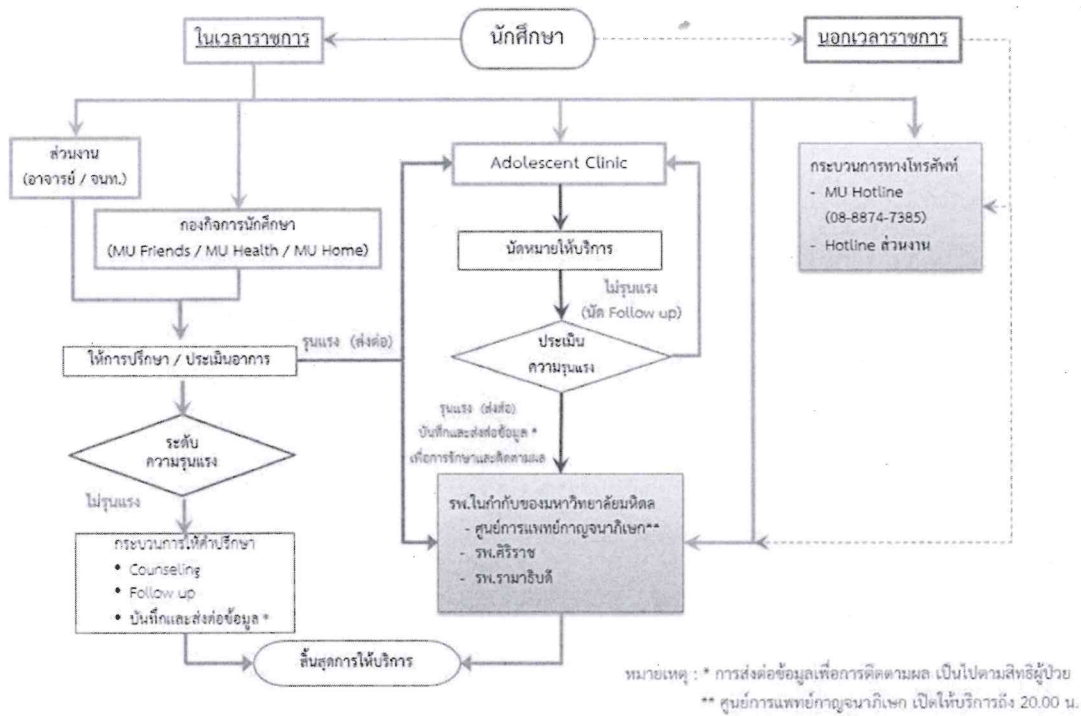 นักศึกษา
ในเวลาราชการ
นอกเวลาราชการ
ส่วนงาน
(อาจารย์ / จนท.)
กองกิจการนักศึกษา
(MU Friends / MU Health / MU Home)
Adolescent Clinic
กระบวนการทางโทรศัพท์
- MU Hotline
(08-8874-7385)
- Hotline ส่วนงาน
นัดหมายให้บริการ
ไม่รุนแรง
(นัด Follow up)
ประเมิน
ความรุนแรง
ให้การปรึกษา / ประเมินอาการ
รุนแรง (ส่งต่อ)
ระดับ
ความรุนแรง
รุนแรง (ส่งต่อ)
บันทึกและส่งต่อข้อมูล *
เพื่อการรักษาและติดตามผล
ไม่รุนแรง
กระบวนการให้คำปรึกษา
• Counseling
• Follow up
• บันทึกและส่งต่อข้อมูล *
รพ.ในกำกับของมหาวิทยาลัยมหิดล
- ศูนย์การแพทย์กาญจนาภิเษก**
- รพ.ศิริราช
- รพ.รามาธิบดี
สิ้นสุดการให้บริการ
หมายเหตุ : * การส่งต่อข้อมูลเพื่อการติดตามผล เป็นไปตามสิทธิผู้ป่วย
** ศูนย์การแพทย์กาญจนาภิเษก เปิดให้บริการถึง 20.00 น.